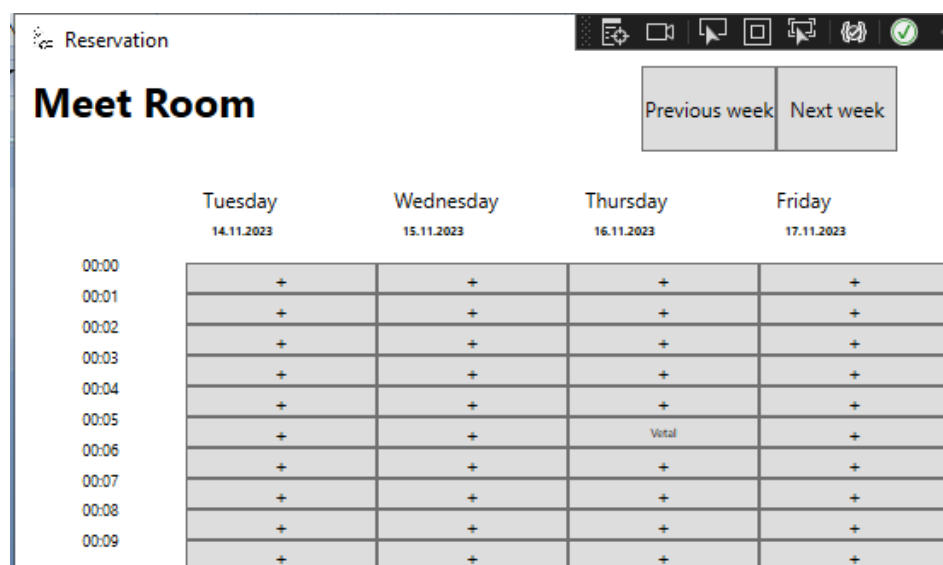 Reservation
Meet Room
Previous week Next week
Tuesday Wednesday Thursday Friday
14.11.2023 15.11.2023 16.11.2023 17.11.2023
00:00
+ + + +
00:01
+ + + +
00:02
+ + + +
00:03
+ + + +
00:04
+ + + +
00:05
+ + Vetal +
00:06
+ + + +
00:07
+ + + +
00:08
+ + + +
00:09
+ + + +